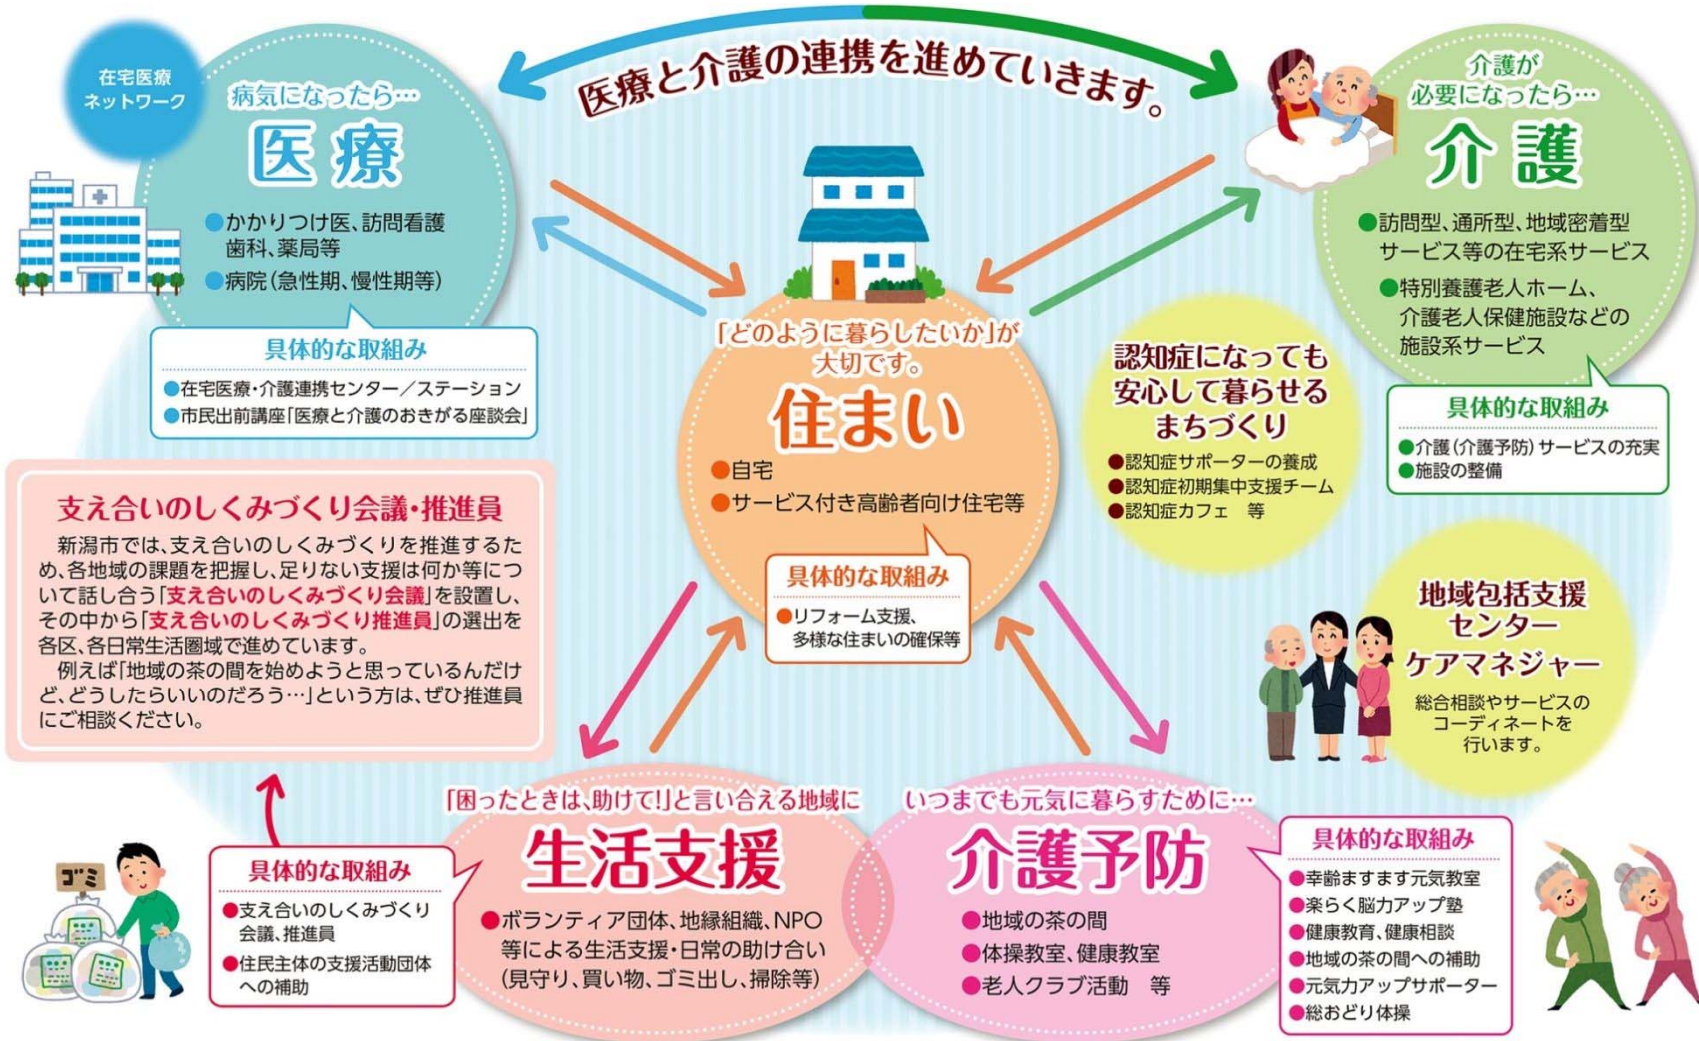 医療と介護の連携を進めていきます。
在宅医療
ネットワーク
病気になったら…
医療
●かかりつけ医、訪問看護
歯科、薬局等
●病院（急性期、慢性期等）
具体的な取組み
●在宅医療・介護連携センター／ステーション
●市民出前講座「医療と介護のおきがる座談会」
介護が
必要になったら…
介護
●訪問型、通所型、地域密着型
サービス等の在宅系サービス
●特別養護老人ホーム、
介護老人保健施設などの
施設系サービス
具体的な取組み
●介護（介護予防）サービスの充実
●施設の整備
「どのように暮らしたいか」が
大切です。
住まい
●自宅
●サービス付き高齢者向け住宅等
具体的な取組み
●リフォーム支援、
多様な住まいの確保等
認知症になっても
安心して暮らせる
まちづくり
●認知症サポーターの養成
●認知症初期集中支援チーム
●認知症カフェ　等
支え合いのしくみづくり会議・推進員
新潟市では、支え合いのしくみづくりを推進するた
め、各地域の課題を把握し、足りない支援は何か等につ
いて話し合う「支え合いのしくみづくり会議」を設置し、
その中から「支え合いのしくみづくり推進員」の選出を
各区、各日常生活圏域で進めています。
例えば「地域の茶の間を始めようと思っているんだけ
ど、どうしたらいいのだろう…」という方は、ぜひ推進員
にご相談ください。
地域包括支援
センター
ケアマネジャー
総合相談やサービスの
コーディネートを
行います。
「困ったときは、助けて!」と言い合える地域に
生活支援
●ボランティア団体、地縁組織、NPO
等による生活支援・日常の助け合い
（見守り、買い物、ゴミ出し、掃除等）
ゴミ
具体的な取組み
●支え合いのしくみづくり
会議、推進員
●住民主体の支援活動団体
への補助
いつまでも元気に暮らすために…
介護予防
●地域の茶の間
●体操教室、健康教室
●老人クラブ活動　等
具体的な取組み
●幸齢ますます元気教室
●楽らく脳力アップ塾
●健康教育、健康相談
●地域の茶の間への補助
●元気力アップサポーター
●総おどり体操